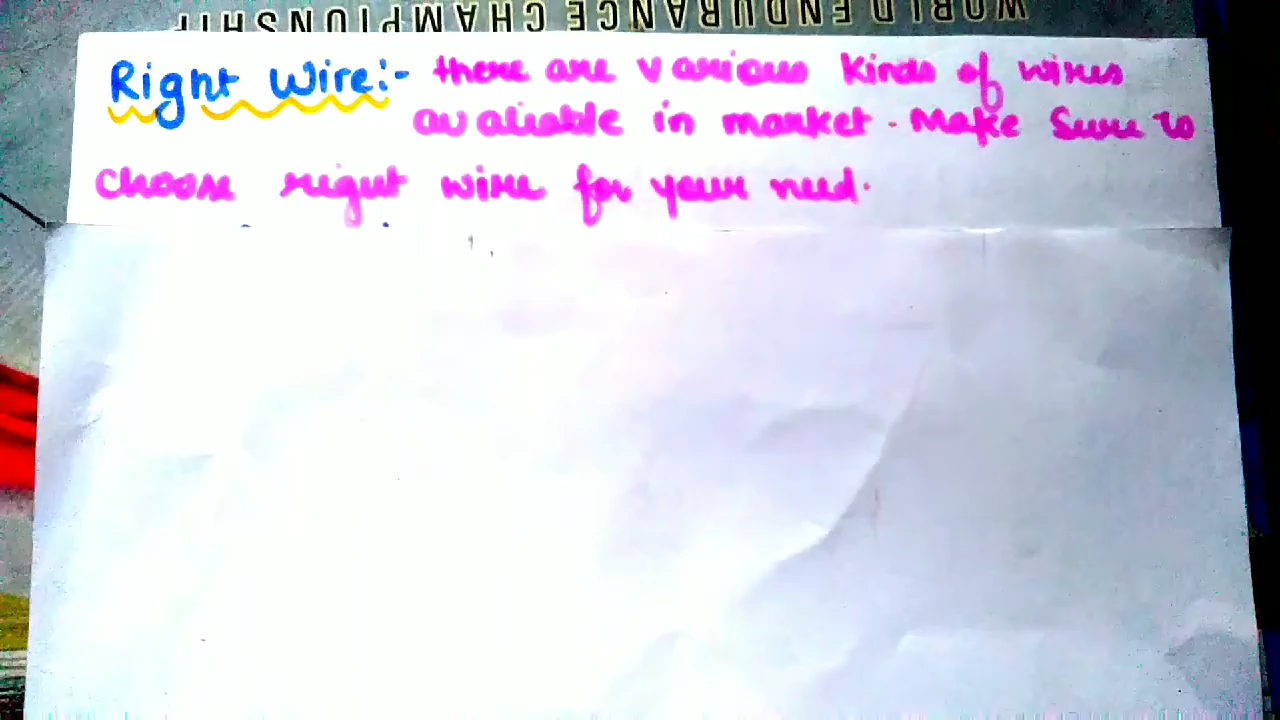 WORLD ENDURANCE CHAMPIONSHIP
Right Wire:- there are various kinds of wires
avaliable in market. Make Sure to
choose right wire for your need.